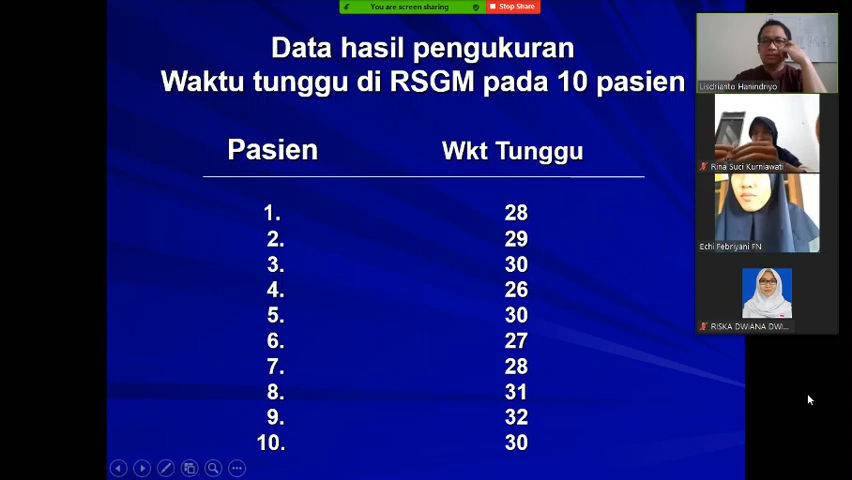 You are screen sharing
Stop Share
Data hasil pengukuran
Waktu tunggu di RSGM pada 10 pasien
Pasien Wkt Tunggu
1. 28
2. 29
3. 30
4. 26
5. 30
6. 27
7. 28
8. 31
9. 32
10. 30
Lisdrianto Hanindriyo
Rina Suci Kurniawati
Echi Febriyani FN
RISKA DWIANA DWI...